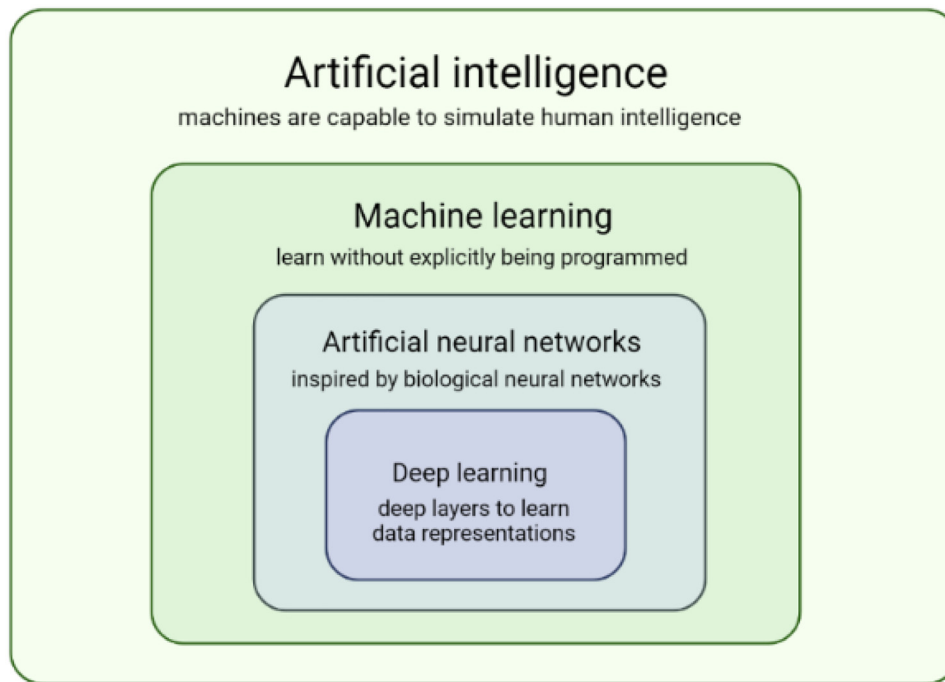 Artificial intelligence
machines are capable to simulate human intelligence
Machine learning
learn without explicitly being programmed
Artificial neural networks
inspired by biological neural networks
Deep learning
deep layers to learn
data representations